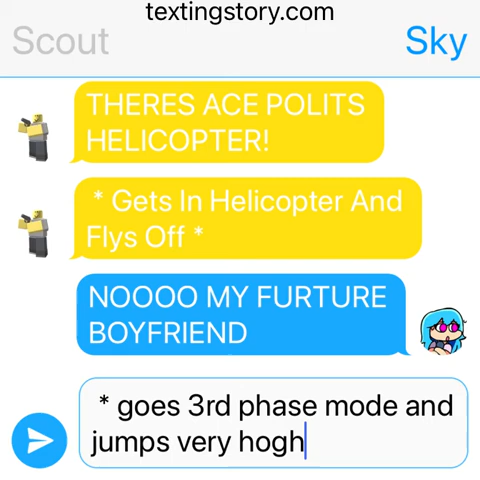 textingstory.com
Scout
Sky
THERES ACE POLITS
HELICOPTER!
* Gets In Helicopter And
Flys Off *
NOOOO MY FURTURE
BOYFRIEND
* goes 3rd phase mode and
jumps very hogh